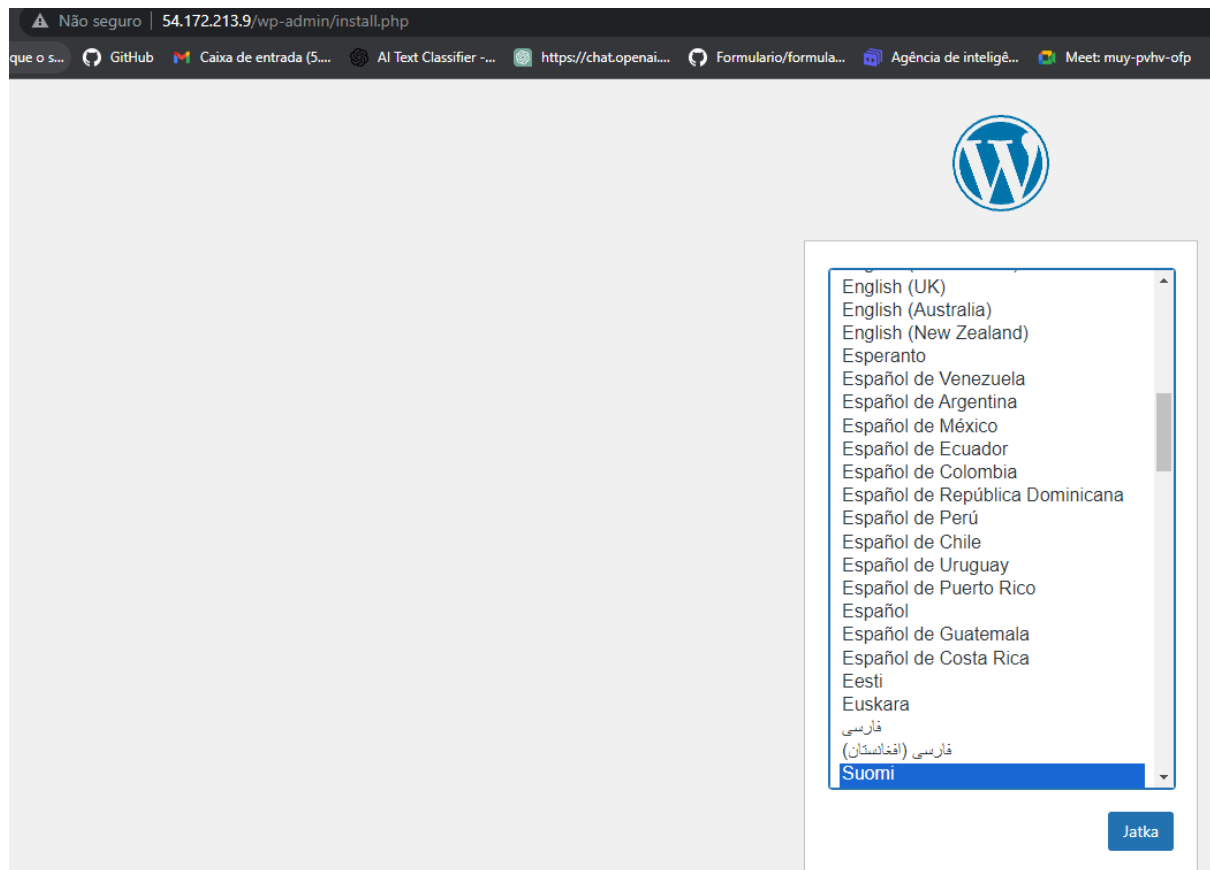 Não seguro | 54.172.213.9/wp-admin/install.php
que o s... GitHub Caixa de entrada (5.... AI Text Classifier -... https://chat.openai.... Formulario/formula... Agência de inteligê... Meet: muy-pvhv-ofp
English (UK)
English (Australia)
English (New Zealand)
Esperanto
Español de Venezuela
Español de Argentina
Español de México
Español de Ecuador
Español de Colombia
Español de República Dominicana
Español de Perú
Español de Chile
Español de Uruguay
Español de Puerto Rico
Español
Español de Guatemala
Español de Costa Rica
Eesti
Euskara
فارسی
(فارسی (افغانستان
Suomi
Jatka